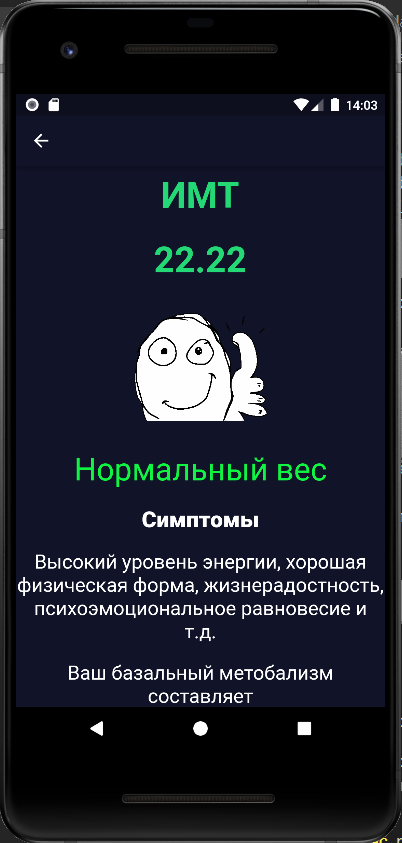 14:03
ИМТ
22.22
Нормальный вес
Симптомы
Высокий уровень энергии, хорошая
физическая форма, жизнерадостность,
психоэмоциональное равновесие и
т.д.
Ваш базальный метобализм
составляет